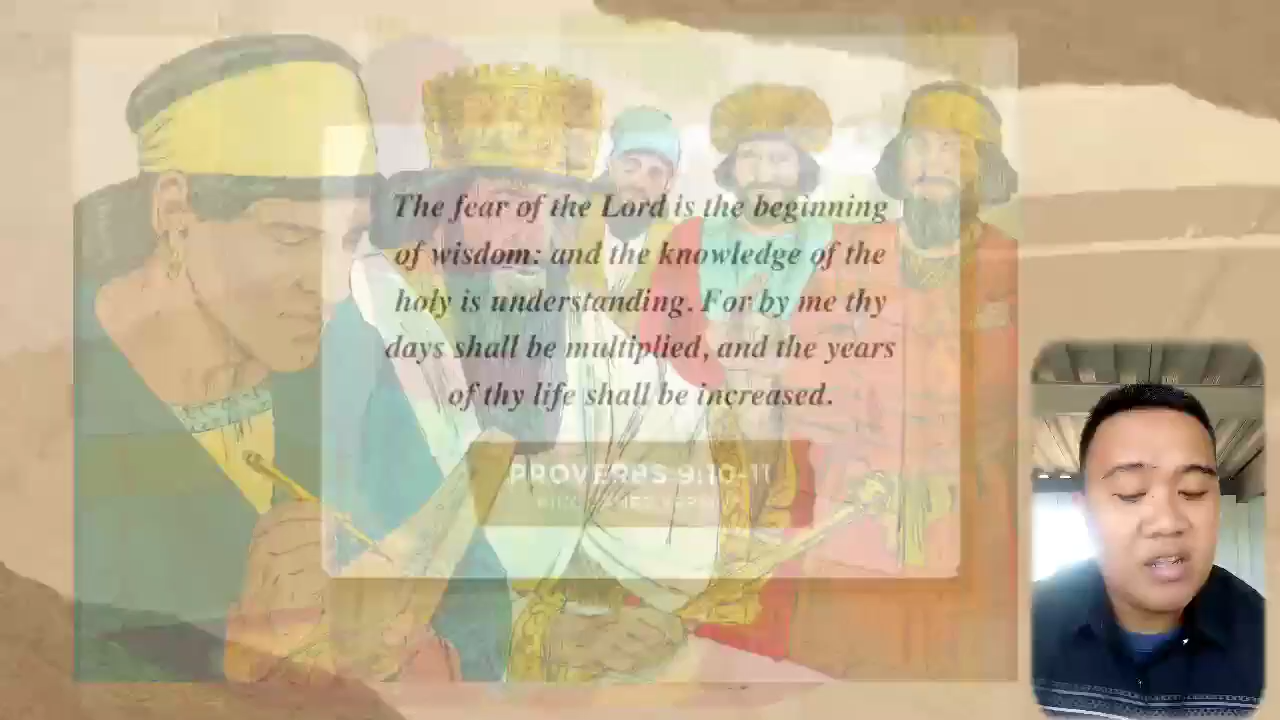 The fear of the Lord is the beginning
of wisdom: and the knowledge of the
holy is understanding. For by me thy
days shall be multiplied, and the years
of thy life shall be increased.
PROVERBS 9:10-11